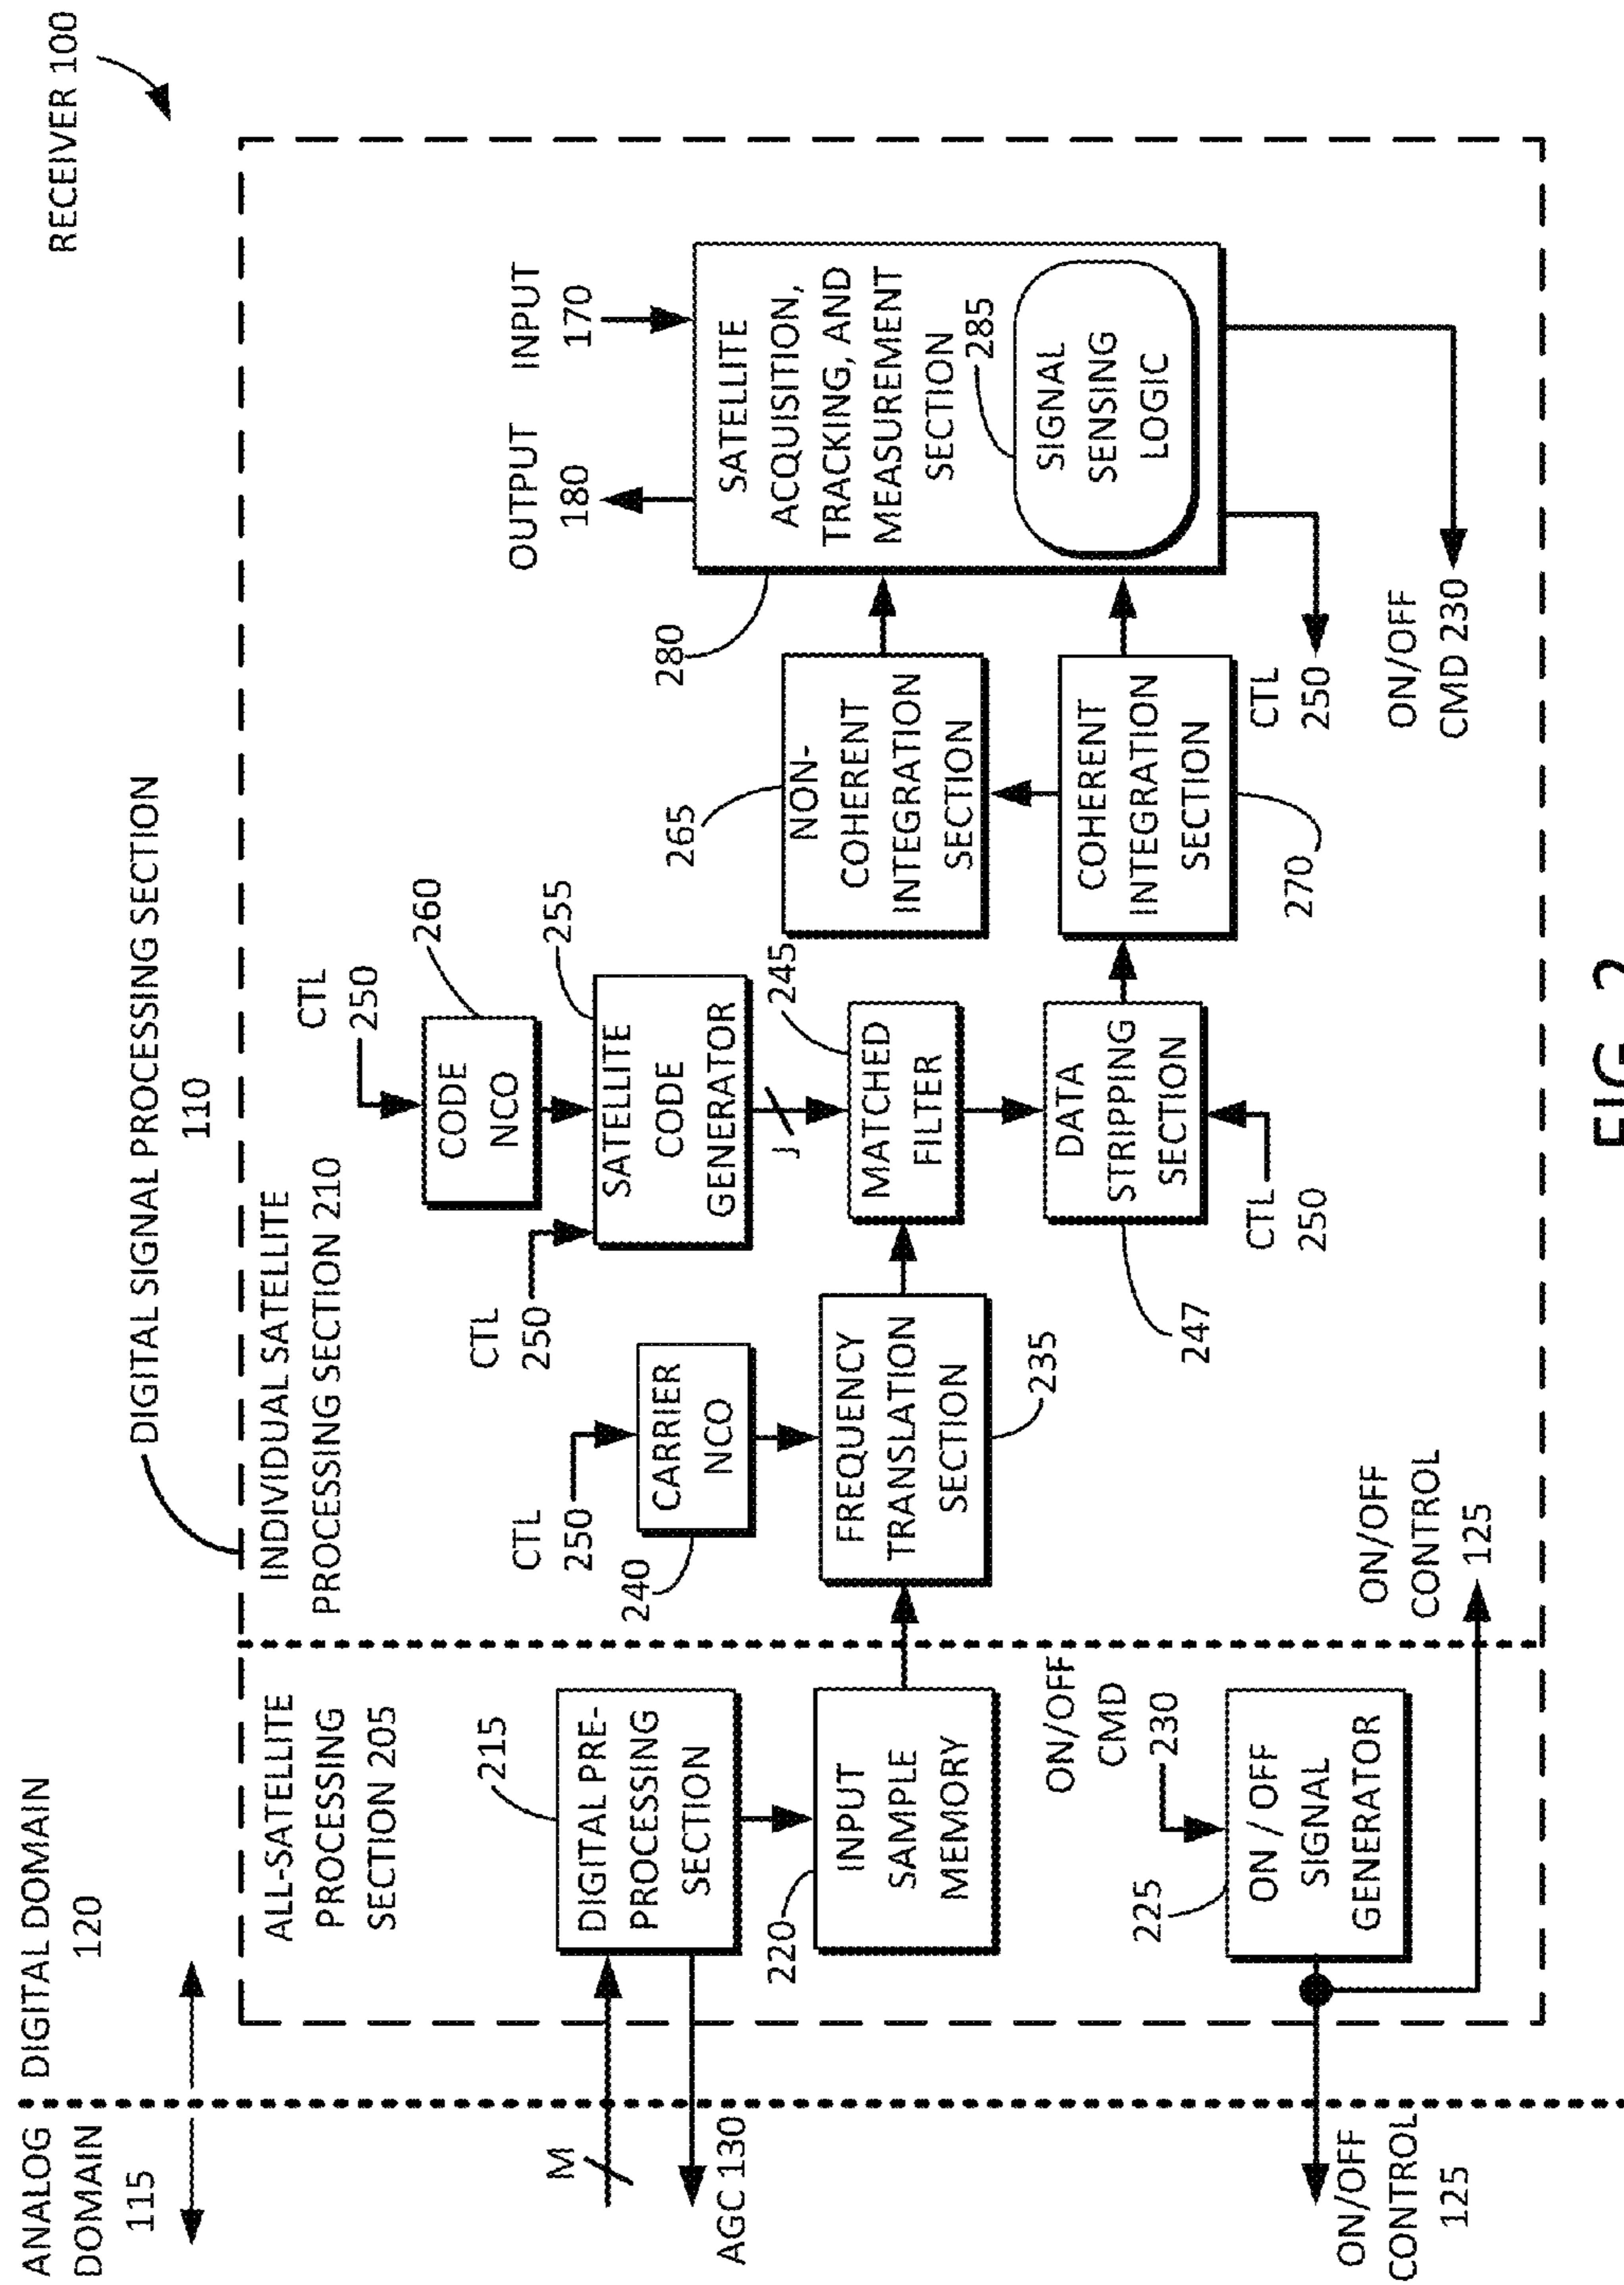 RECEIVER 100
ANALOG
DOMAIN
115
DIGITAL DOMAIN
120
DIGITAL SIGNAL PROCESSING SECTION
110
ALL-SATELLITE
PROCESSING
SECTION 205
INDIVIDUAL SATELLITE
PROCESSING SECTION 210
M
AGC 130
215
DIGITAL PRE-
PROCESSING
SECTION
220
INPUT
SAMPLE
MEMORY
ON/OFF
CMD
230
225
ON / OFF
SIGNAL
GENERATOR
ON/OFF
CONTROL
125
ON/OFF
CONTROL
125
CTL
250
240
CARRIER
NCO
FREQUENCY
TRANSLATION
SECTION
235
CTL
250
CTL
250
260
CODE
NCO
255
SATELLITE
CODE
GENERATOR
J
245
MATCHED
FILTER
DATA
STRIPPING
SECTION
247
CTL
250
265
NON-
COHERENT
INTEGRATION
SECTION
COHERENT
INTEGRATION
SECTION
270
280
OUTPUT
180
INPUT
170
SATELLITE
ACQUISITION,
TRACKING, AND
MEASUREMENT
SECTION
285
SIGNAL
SENSING
LOGIC
CTL
250
ON/OFF
CMD 230
FIG. 2